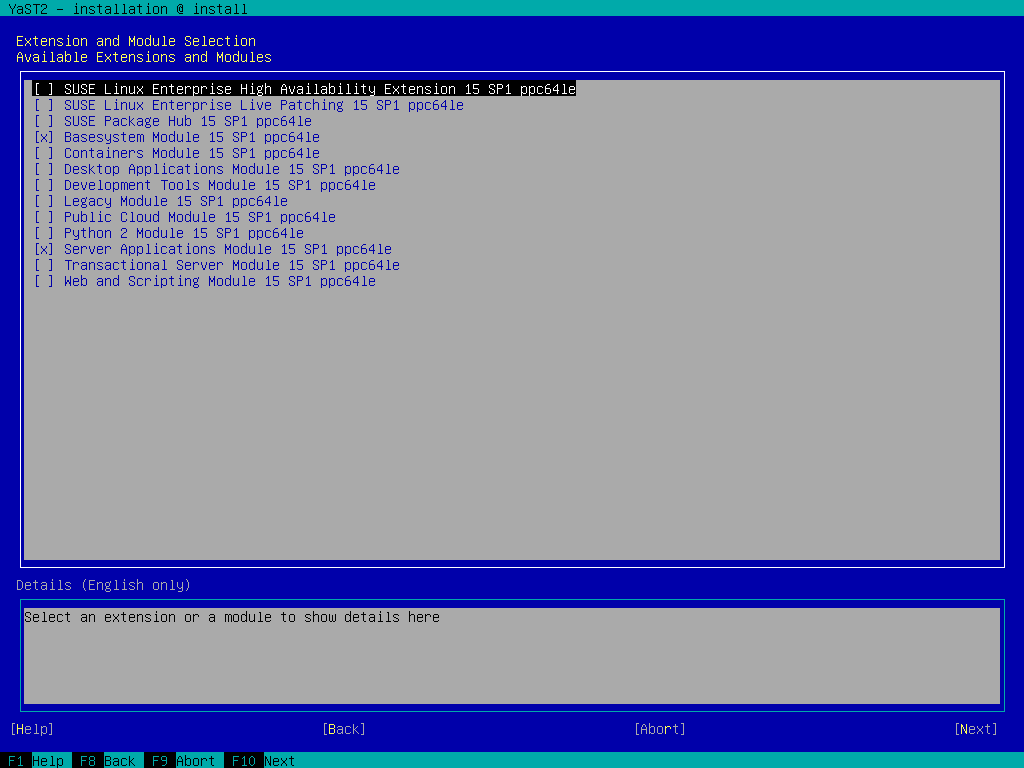 YaST2 - installation @ install
Extension and Module Selection
Available Extensions and Modules
[ ] SUSE Linux Enterprise High Availability Extension 15 SP1 ppc64le
[ ] SUSE Linux Enterprise Live Patching 15 SP1 ppc64le
[ ] SUSE Package Hub 15 SP1 ppc64le
[x] Basesystem Module 15 SP1 ppc64le
[ ] Containers Module 15 SP1 ppc64le
[ ] Desktop Applications Module 15 SP1 ppc64le
[ ] Development Tools Module 15 SP1 ppc64le
[ ] Legacy Module 15 SP1 ppc64le
[ ] Public Cloud Module 15 SP1 ppc64le
[ ] Python 2 Module 15 SP1 ppc64le
[x] Server Applications Module 15 SP1 ppc64le
[ ] Transactional Server Module 15 SP1 ppc64le
[ ] Web and Scripting Module 15 SP1 ppc64le
Details (English only)
Select an extension or a module to show details here
[Help] [Back] [Abort] [Next]
F1 Help F8 Back F9 Abort F10 Next